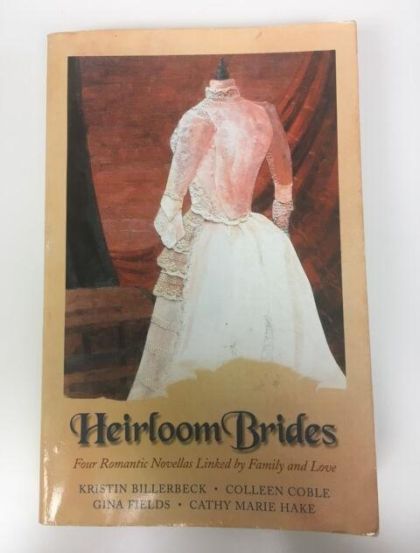 Heirloom Brides
Four Romantic Novellas Linked by Family and Love
KRISTIN BILLERBECK • COLLEEN COBLE
GINA FIELDS • CATHY MARIE HAKE